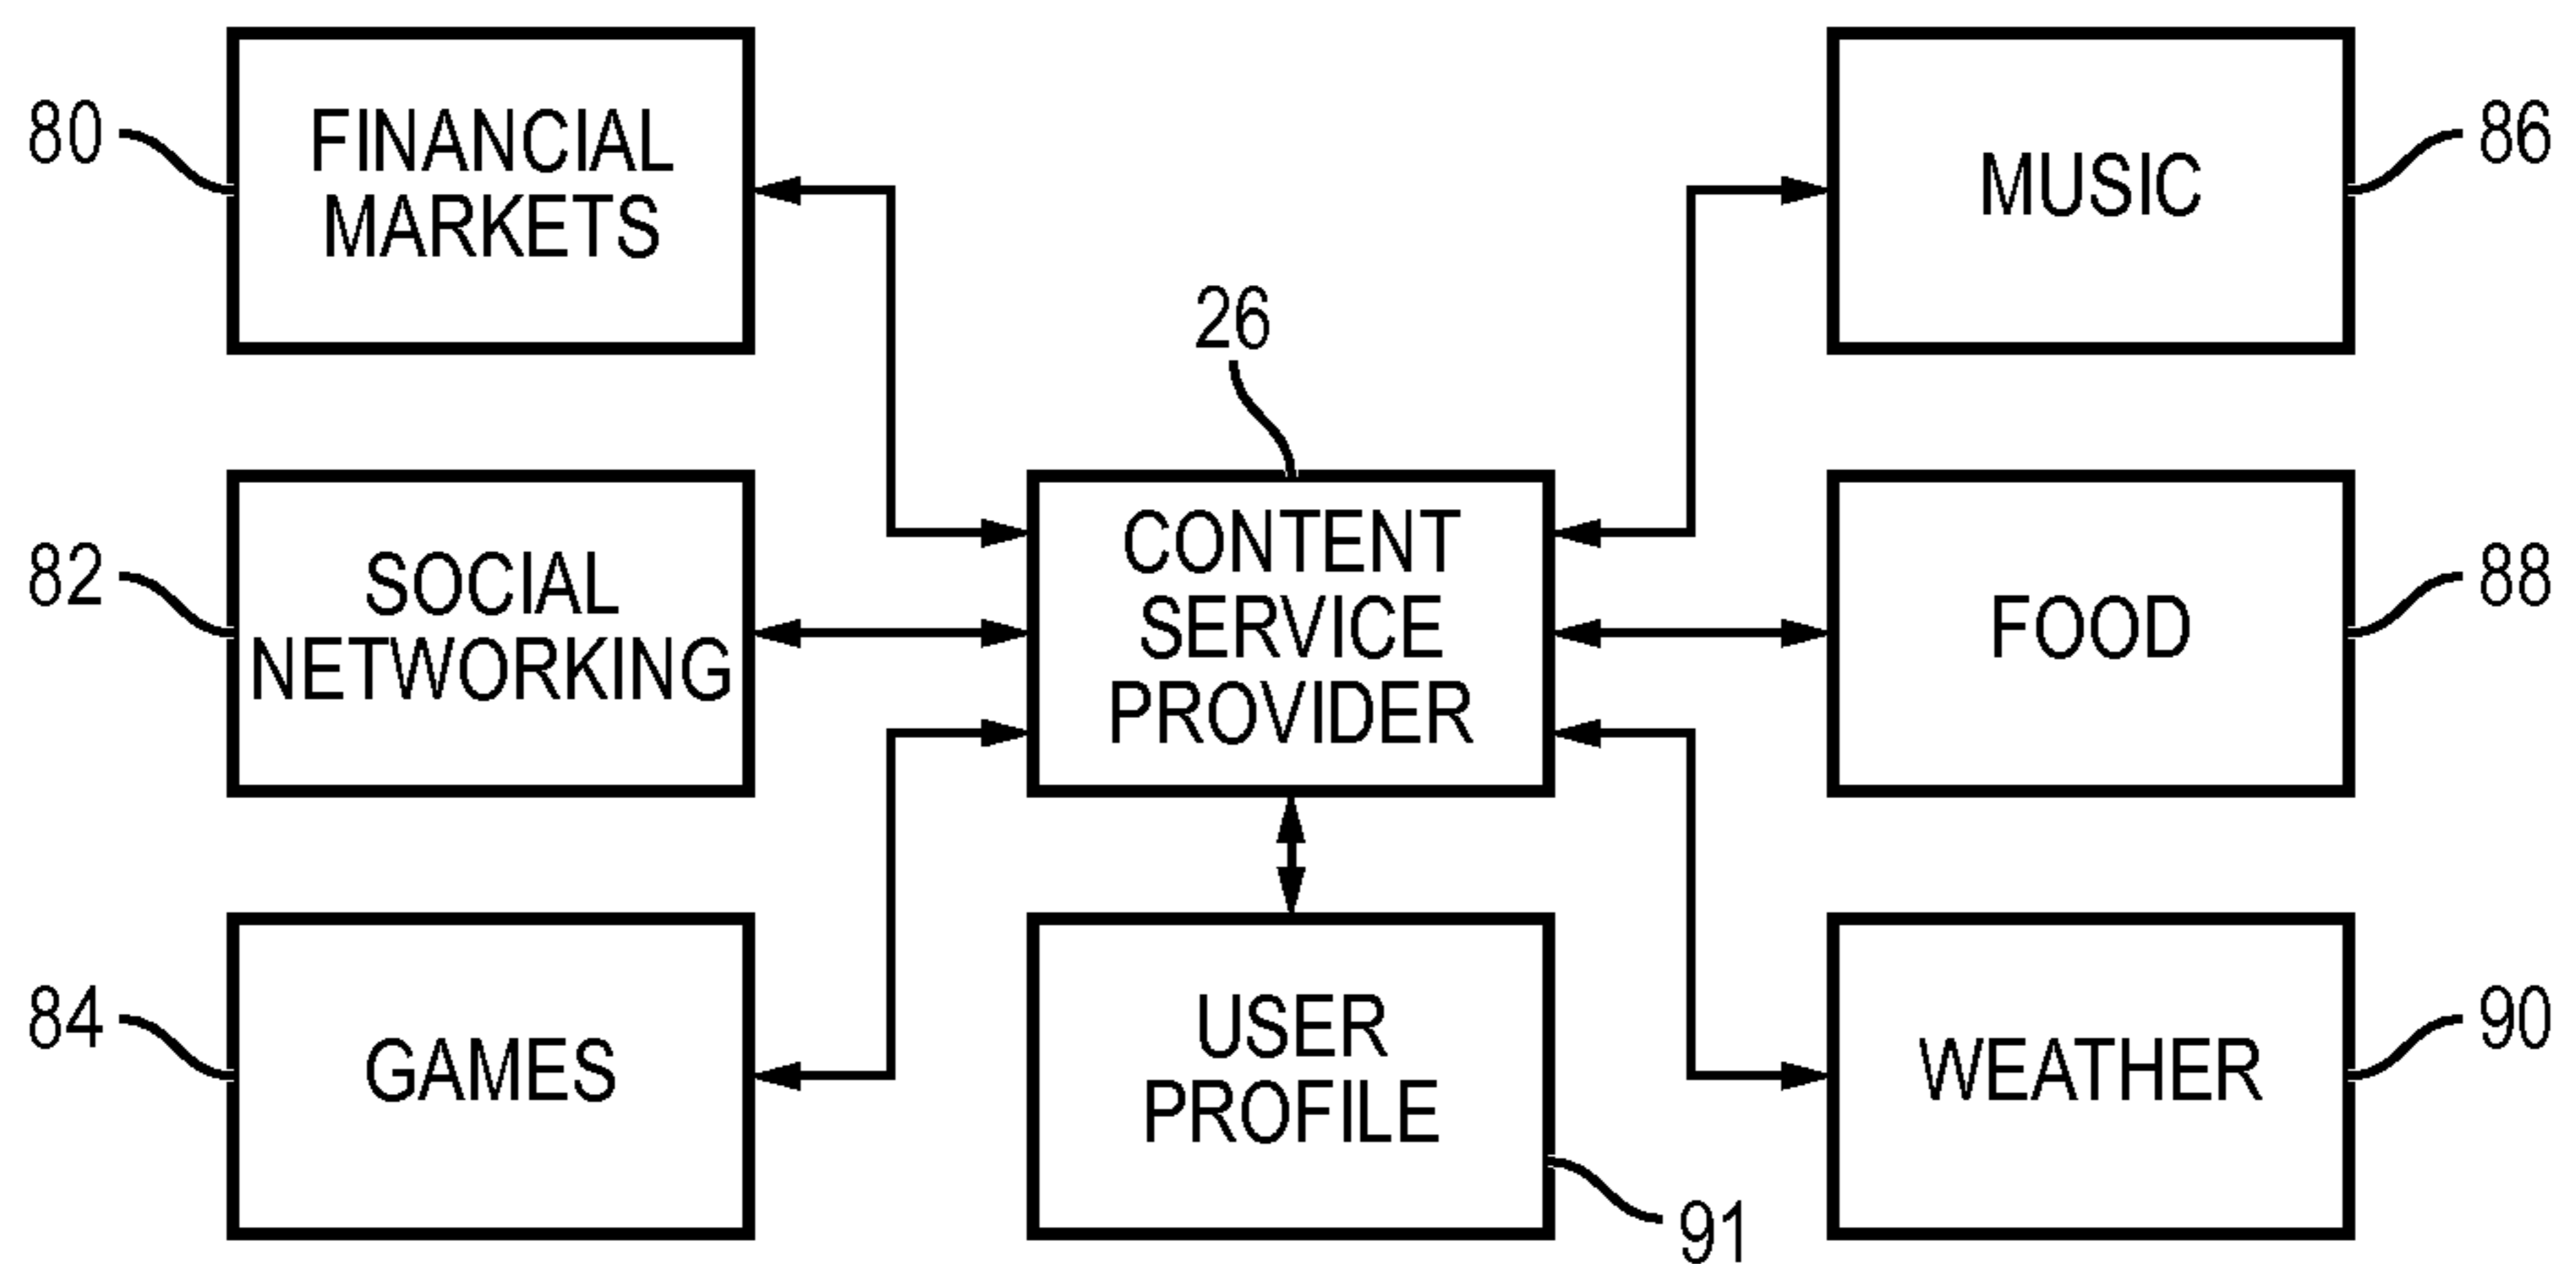 80
FINANCIAL
MARKETS
MUSIC
86
26
82
SOCIAL
NETWORKING
CONTENT
SERVICE
PROVIDER
FOOD
88
84
GAMES
USER
PROFILE
91
WEATHER
90